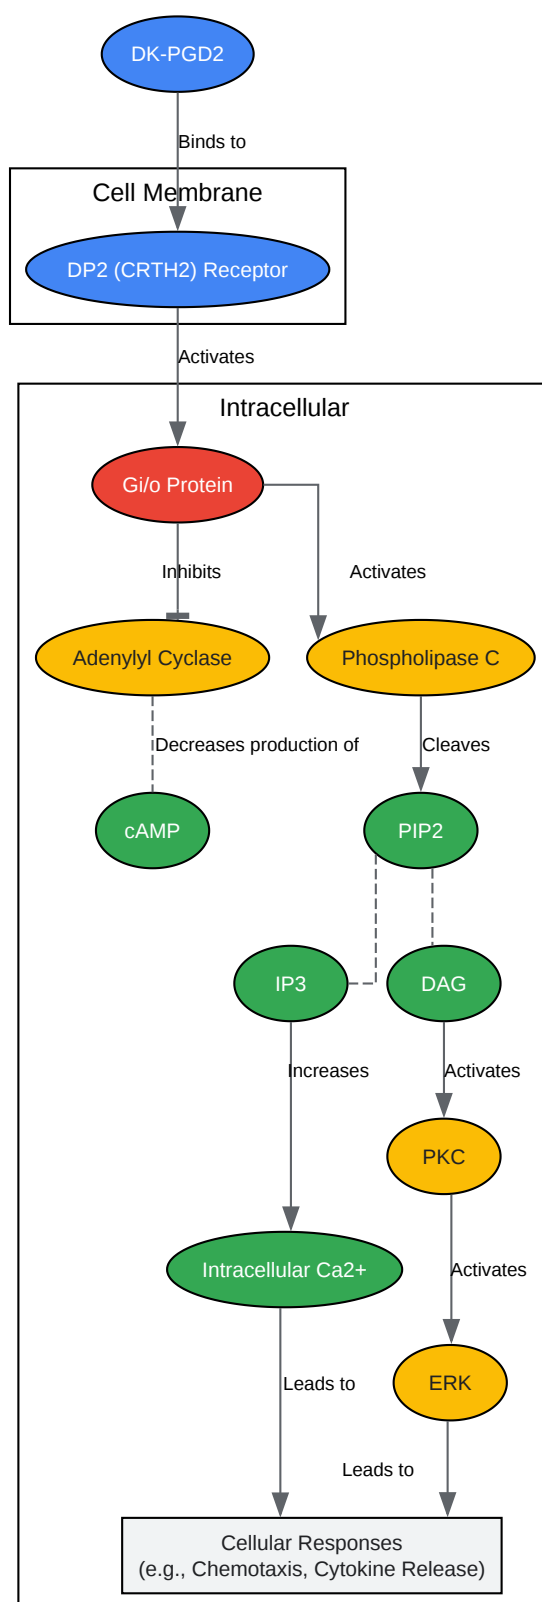 DK-PGD2
Binds to
Cell Membrane
DP2 (CRTH2) Receptor
Activates
Intracellular
Gi/o Protein
Inhibits
Activates
Adenylyl Cyclase
Phospholipase C
Decreases production of
Cleaves
cAMP
PIP2
IP3
DAG
Increases
Activates
PKC
Intracellular Ca2+
Activates
Leads to
ERK
Leads to
Cellular Responses
(e.g., Chemotaxis, Cytokine Release)